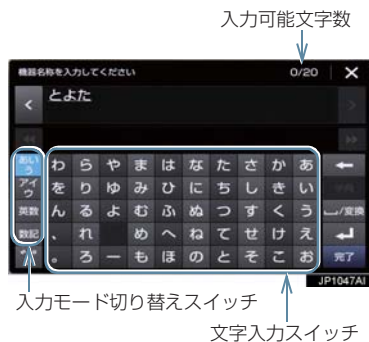 入力可能文字数
機器名称を入力してください 0/20 ×
< とよた >
<< >>
あいう わ らやまはなたさかあ ←
アイウ をりゆみひにちしきい
英数 んるよむふぬつすくう ␣/変換
数記 、れ めへねてせけえ ↵
゛゜ 。ろーもほのとそこお 完了
JP1047AI
入力モード切り替えスイッチ
文字入力スイッチ